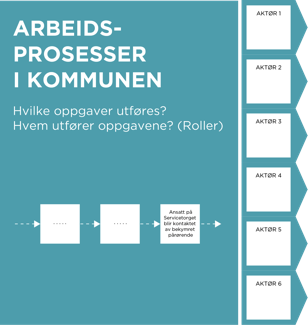 ARBEIDS-
PROSESSER
I KOMMUNEN
Hvilke oppgaver utføres?
Hvem utfører oppgavene? (Roller)
.....
.....
Ansatt på
Servicetorget
blir kontaktet
av bekymret
pårørende
AKTØR 1
AKTØR 2
AKTØR 3
AKTØR 4
AKTØR 5
AKTØR 6